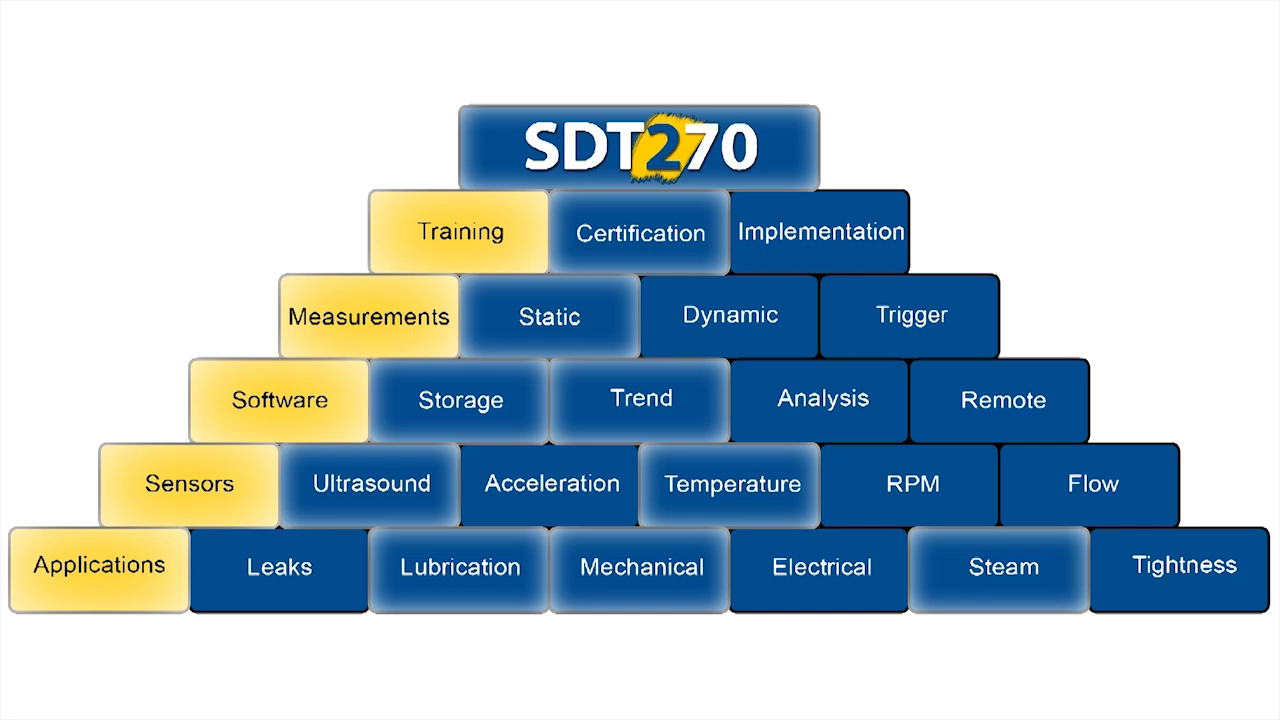 SDT270
Training Certification Implementation
Measurements Static Dynamic Trigger
Software Storage Trend Analysis Remote
Sensors Ultrasound Acceleration Temperature RPM Flow
Applications Leaks Lubrication Mechanical Electrical Steam Tightness